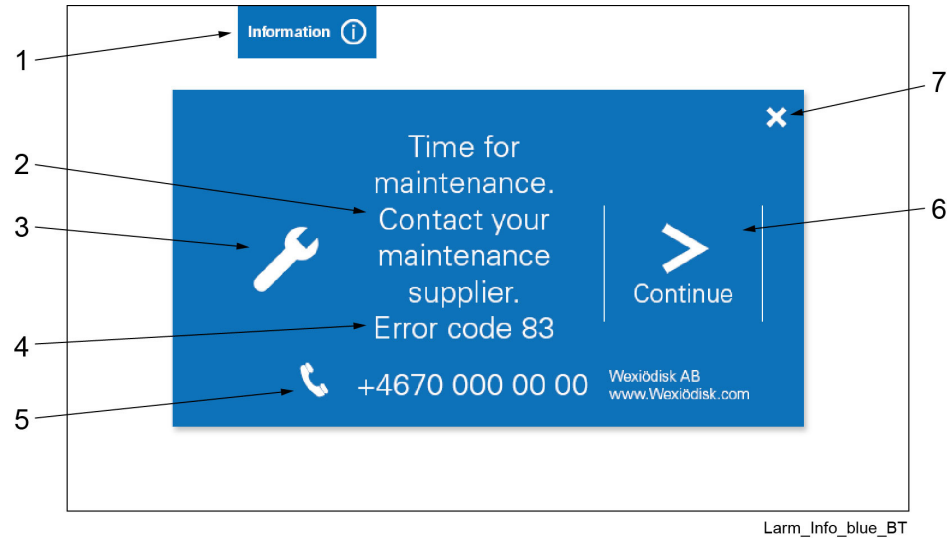 Information
1
7
2
Time for
maintenance.
Contact your
maintenance
supplier.
3
6
Continue
4
Error code 83
5
+4670 000 00 00
Wexiödisk AB
www.Wexiödisk.com
Larm_Info_blue_BT